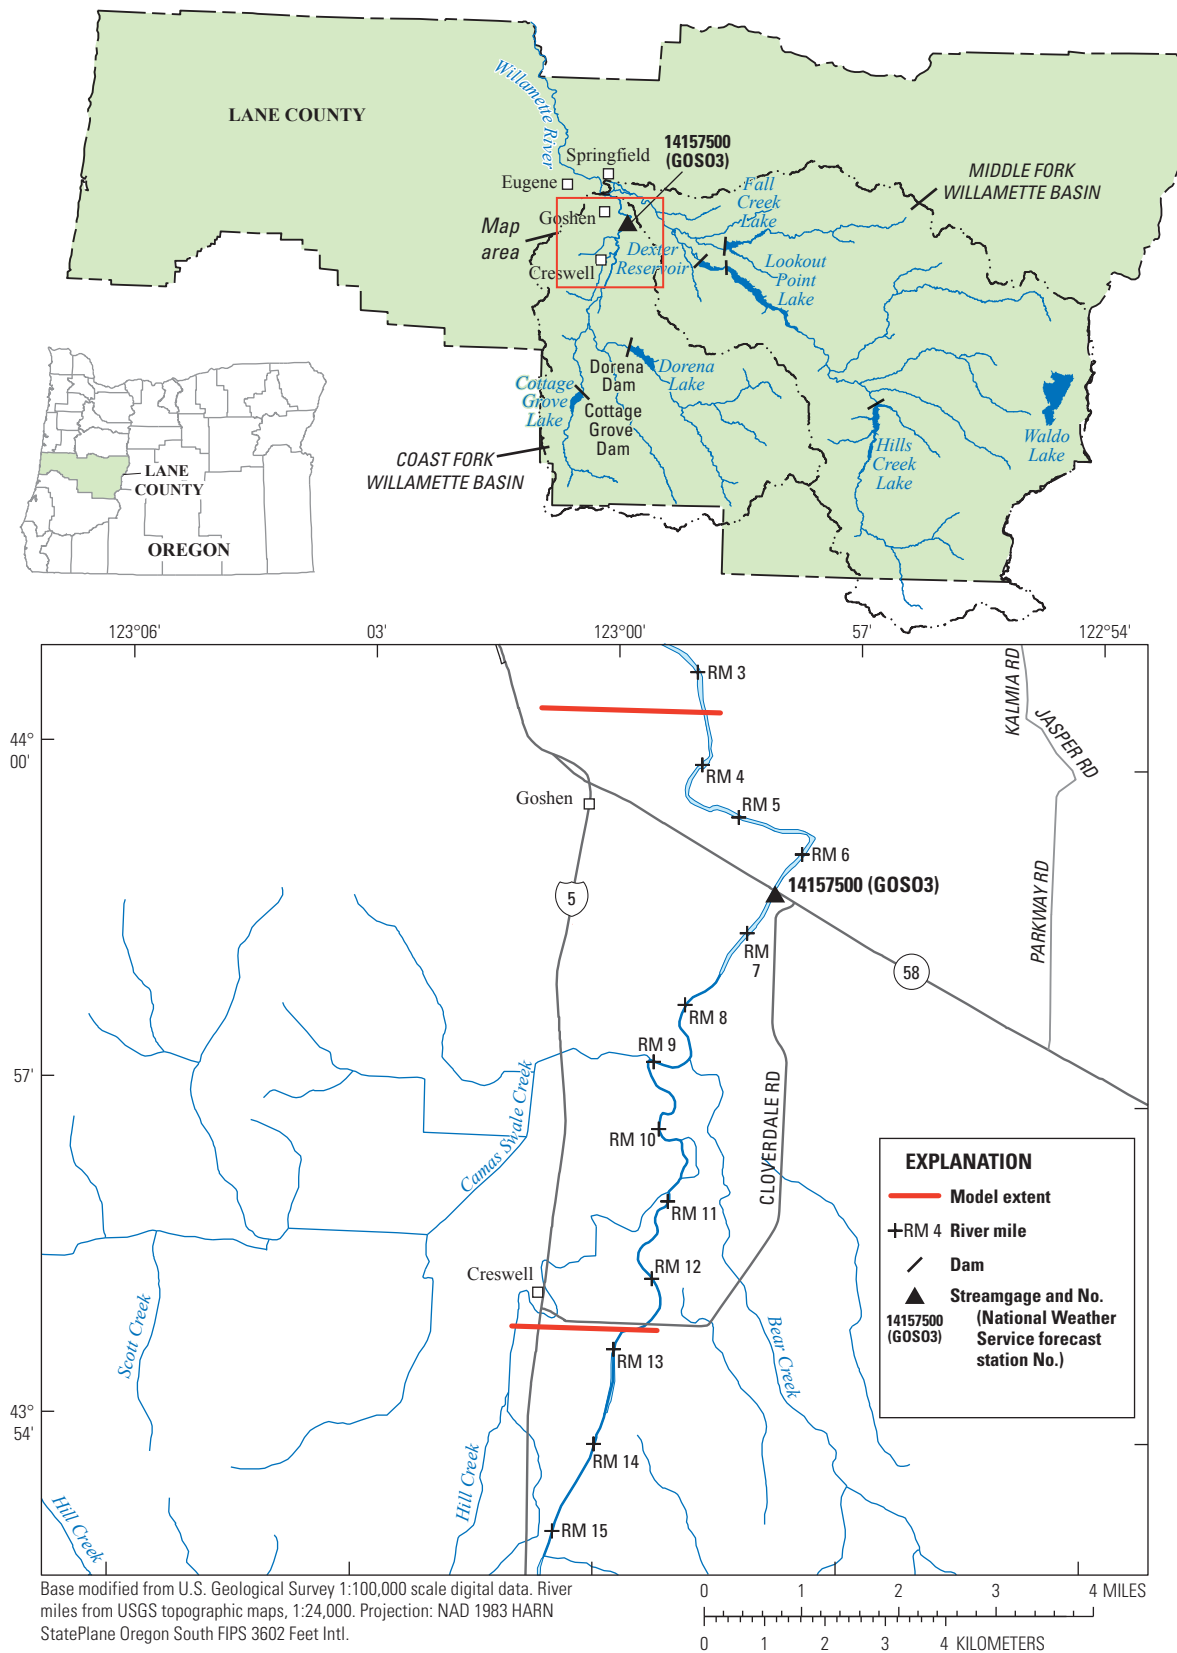 LANE COUNTY
Willamette River
14157500
(GOSO3)
Springfield
Eugene
Goshen
Map
area
Creswell
MIDDLE FORK
WILLAMETTE BASIN
Fall
Creek
Lake
Dexter
Reservoir
Lookout
Point
Lake
Dorena
Dam
Dorena
Lake
Cottage
Grove
Lake
Cottage
Grove
Dam
COAST FORK
WILLAMETTE BASIN
Hills
Creek
Lake
Waldo
Lake
LANE
COUNTY
OREGON
123°06'
03'
123°00'
57'
122°54'
44°
00'
57'
43°
54'
RM 3
RM 4
RM 5
RM 6
14157500 (GOSO3)
RM
7
RM 8
RM 9
RM 10
RM 11
RM 12
RM 13
RM 14
RM 15
Goshen
5
58
KALMIA RD
JASPER RD
PARKWAY RD
CLOVERDALE RD
Camas Swale Creek
Creswell
Scott Creek
Bear Creek
Hill Creek
Hill Creek
EXPLANATION
Model extent
RM 4 River mile
Dam
Streamgage and No.
(National Weather
Service forecast
station No.)
14157500
(GOSO3)
Base modified from U.S. Geological Survey 1:100,000 scale digital data. River
miles from USGS topographic maps, 1:24,000. Projection: NAD 1983 HARN
StatePlane Oregon South FIPS 3602 Feet Intl.
0 1 2 3 4 MILES
0 1 2 3 4 KILOMETERS